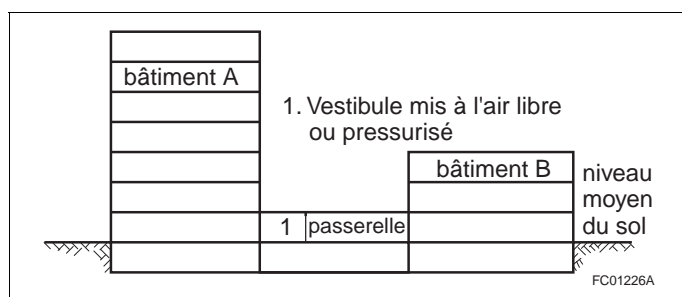 bâtiment A
1. Vestibule mis à l'air libre
ou pressurisé
bâtiment B
niveau
moyen
du sol
1 passerelle
FC01226A